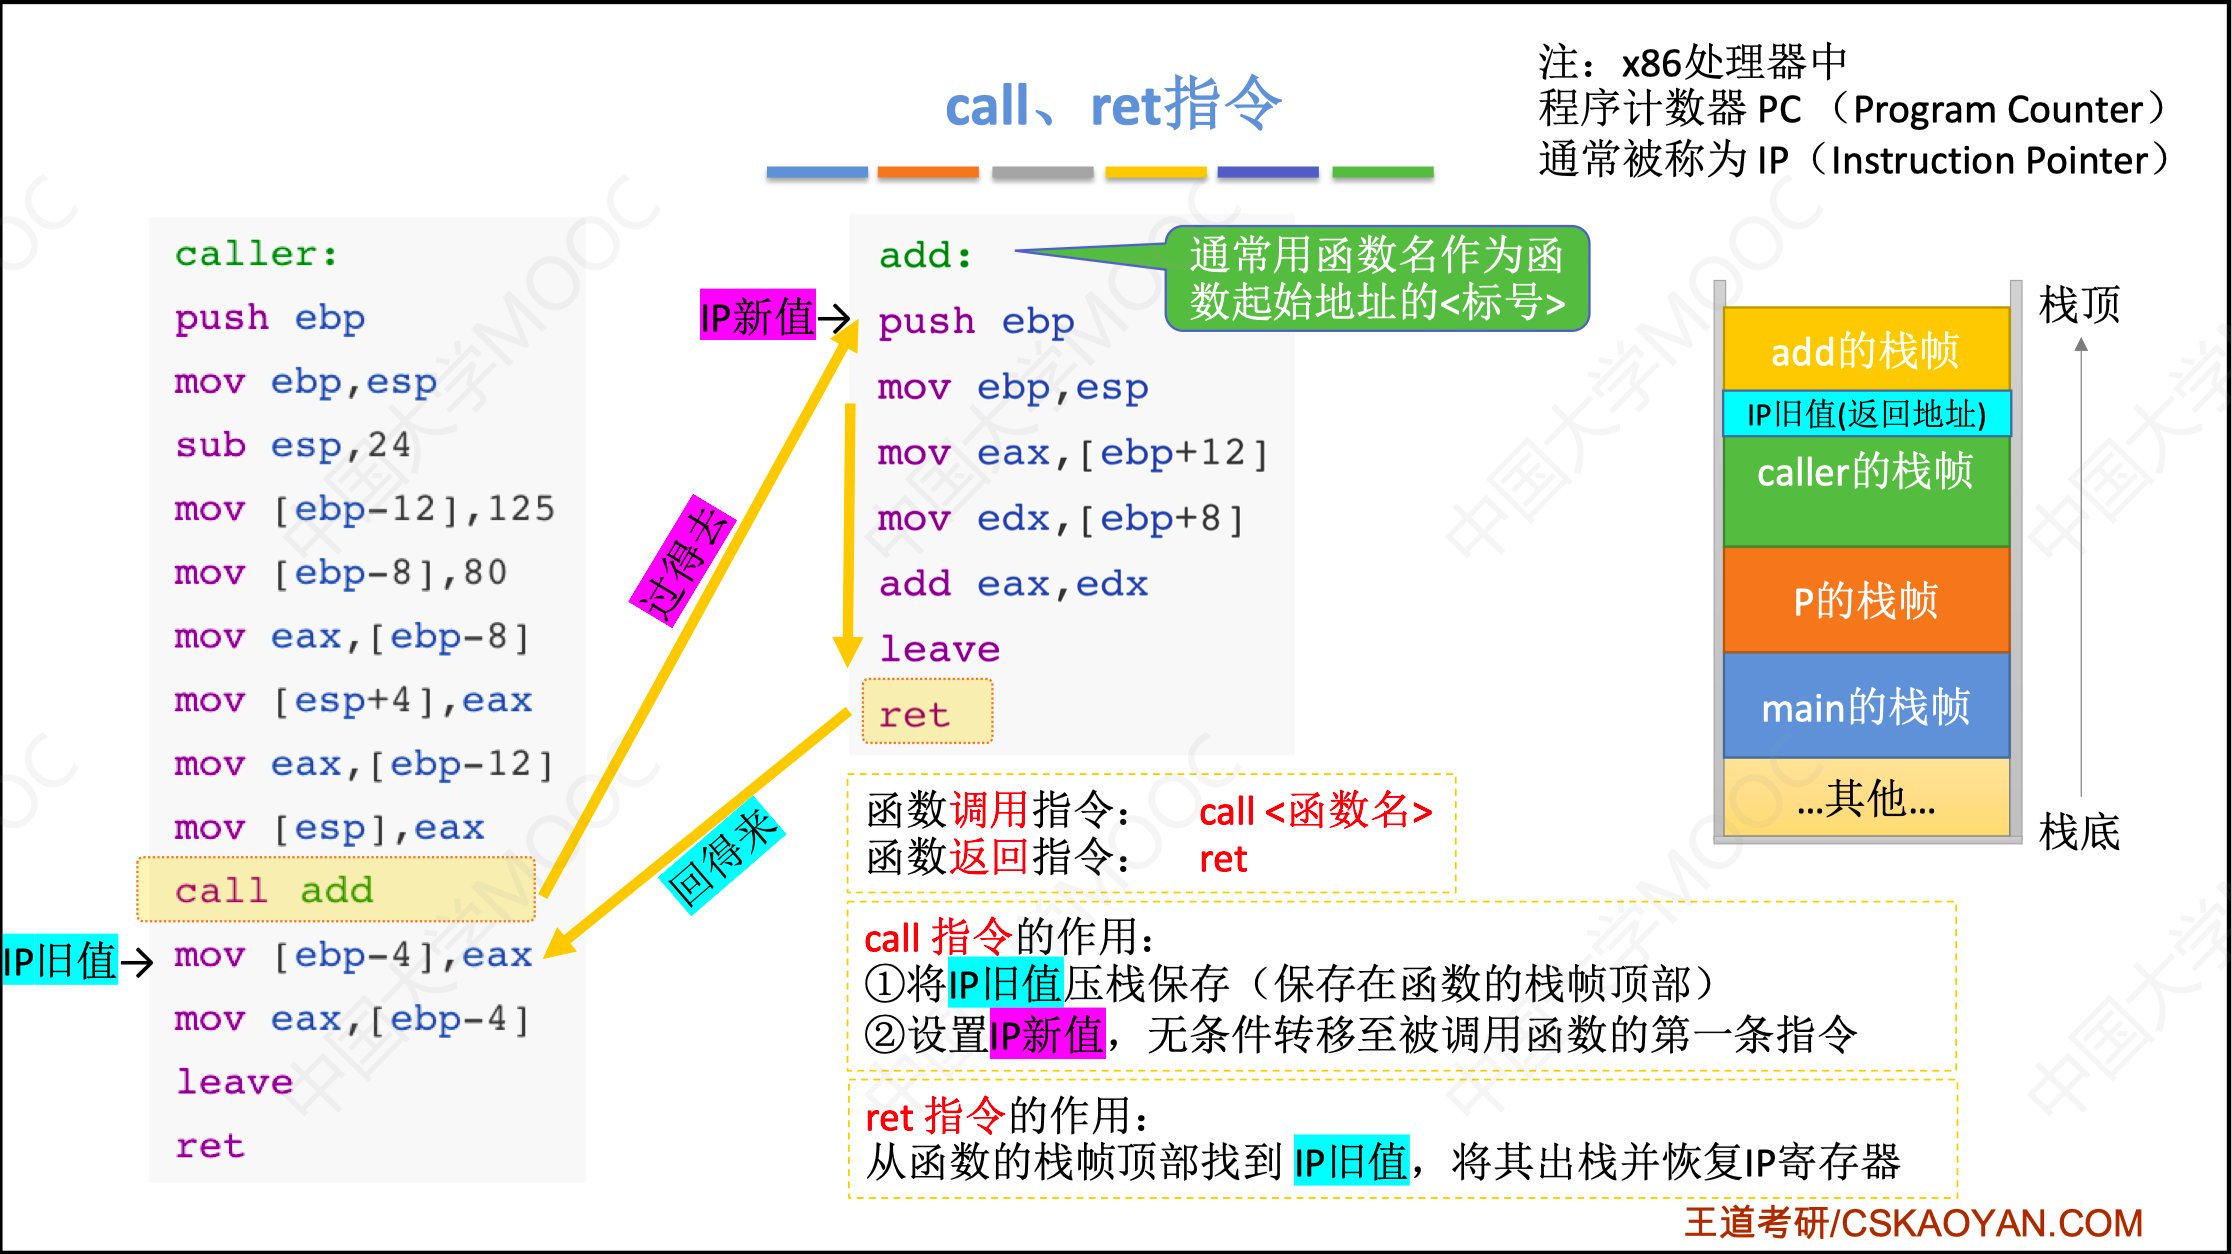 call、ret指令
注：x86处理器中
程序计数器 PC （Program Counter）
通常被称为 IP（Instruction Pointer）
caller:
push ebp
mov ebp,esp
sub esp,24
mov [ebp-12],125
mov [ebp-8],80
mov eax,[ebp-8]
mov [esp+4],eax
mov eax,[ebp-12]
mov [esp],eax
call add
IP旧值→
mov [ebp-4],eax
mov eax,[ebp-4]
leave
ret
过得去
回得来
add:
通常用函数名作为函
数起始地址的<标号>
IP新值→
push ebp
mov ebp,esp
mov eax,[ebp+12]
mov edx,[ebp+8]
add eax,edx
leave
ret
函数调用指令： call <函数名>
函数返回指令： ret
call 指令的作用：
①将IP旧值压栈保存（保存在函数的栈帧顶部）
②设置IP新值，无条件转移至被调用函数的第一条指令
ret 指令的作用：
从函数的栈帧顶部找到 IP旧值，将其出栈并恢复IP寄存器
栈顶
add的栈帧
IP旧值(返回地址)
caller的栈帧
P的栈帧
main的栈帧
...其他...
栈底
王道考研/CSKAOYAN.COM
中国大学MOOC